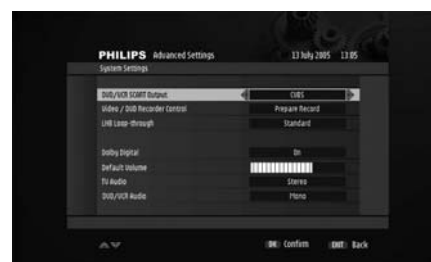 PHILIPS Advanced Settings 13 July 2005 13:05
System Settings
DVD/VCR SCART Output CVBS
Video / DVD Recorder Control Prepare Record
LNB Loop-through Standard
Dolby Digital On
Default Volume
TV Audio Stereo
DVD/VCR Audio Mono
OK Confirm EXIT Back